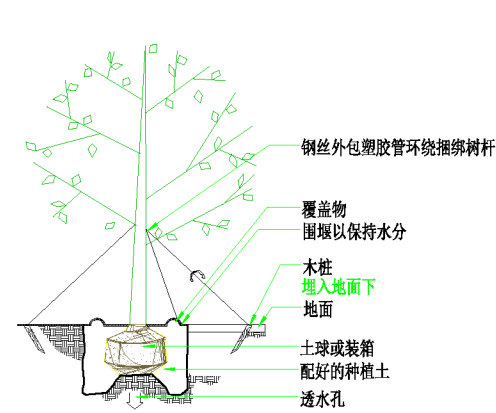 钢丝外包塑胶管环绕捆绑树杆
覆盖物
围堰以保持水分
木桩
埋入地面下
地面
土球或装箱
配好的种植土
透水孔